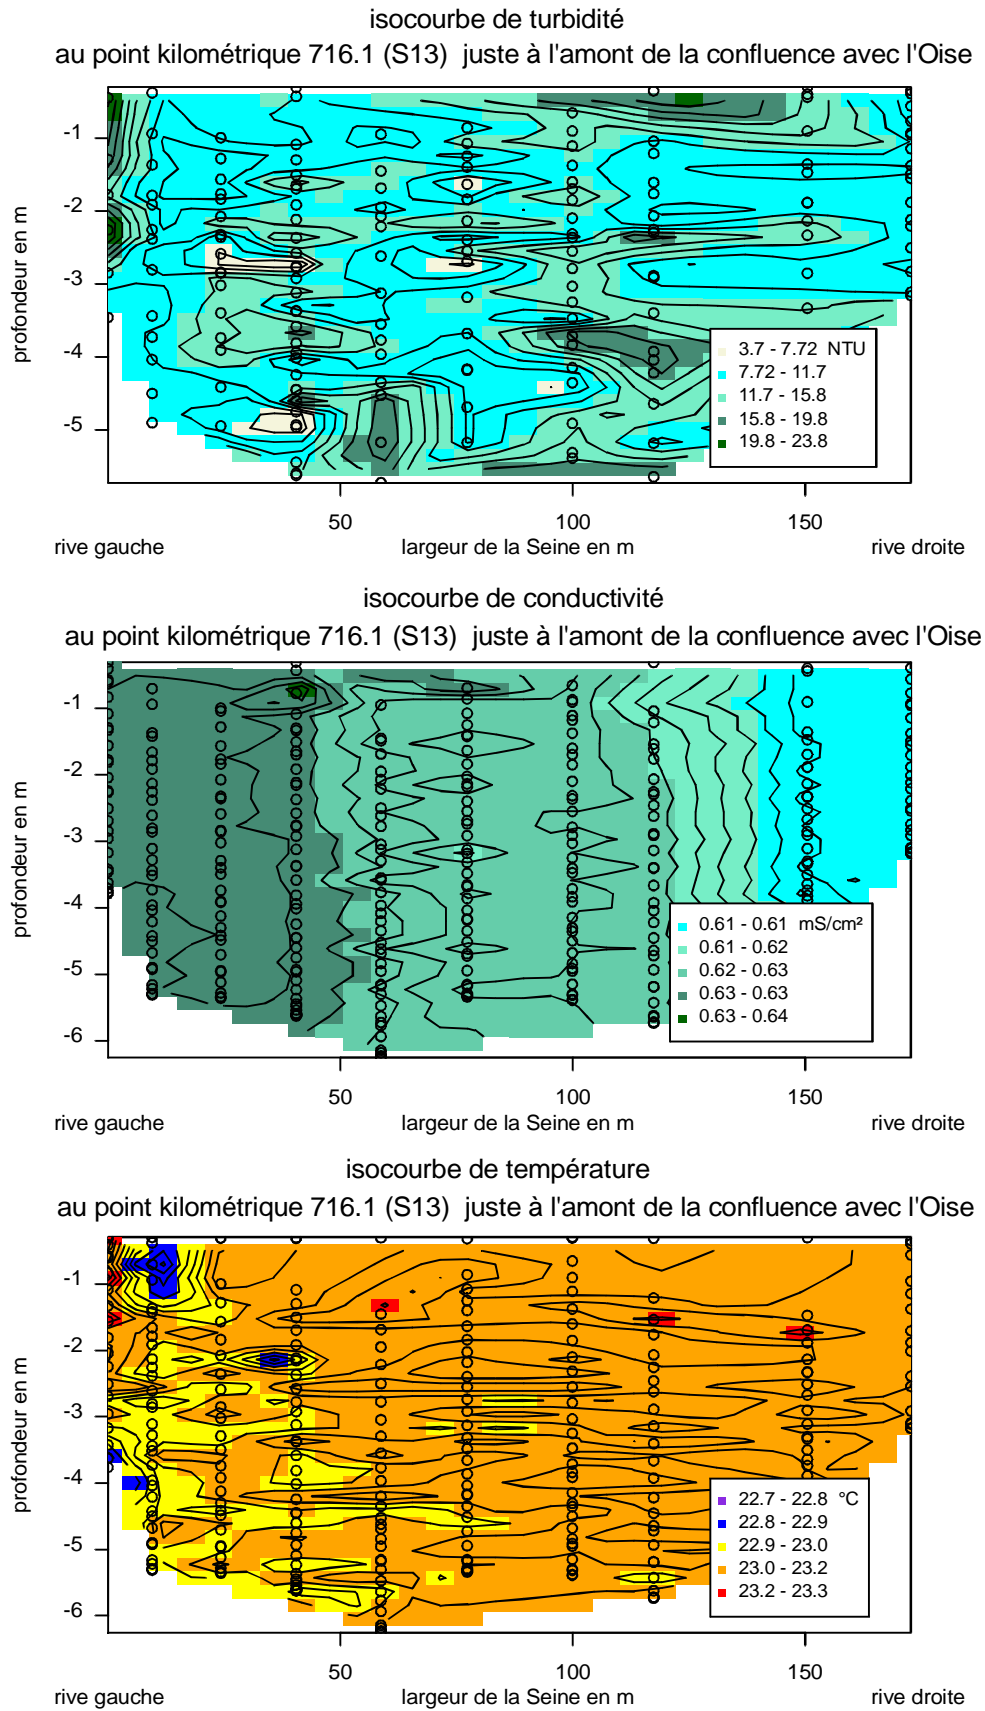 isocourbe de turbidité
au point kilométrique 716.1 (S13)  juste à l'amont de la confluence avec l'Oise
profondeur en m
-1
-2
-3
-4
-5
3.7 - 7.72  NTU
7.72 - 11.7
11.7 - 15.8
15.8 - 19.8
19.8 - 23.8
50
100
150
rive gauche
largeur de la Seine en m
rive droite
isocourbe de conductivité
au point kilométrique 716.1 (S13)  juste à l'amont de la confluence avec l'Oise
profondeur en m
-1
-2
-3
-4
-5
-6
0.61 - 0.61  mS/cm²
0.61 - 0.62
0.62 - 0.63
0.63 - 0.63
0.63 - 0.64
50
100
150
rive gauche
largeur de la Seine en m
rive droite
isocourbe de température
au point kilométrique 716.1 (S13)  juste à l'amont de la confluence avec l'Oise
profondeur en m
-1
-2
-3
-4
-5
-6
22.7 - 22.8  °C
22.8 - 22.9
22.9 - 23.0
23.0 - 23.2
23.2 - 23.3
50
100
150
rive gauche
largeur de la Seine en m
rive droite